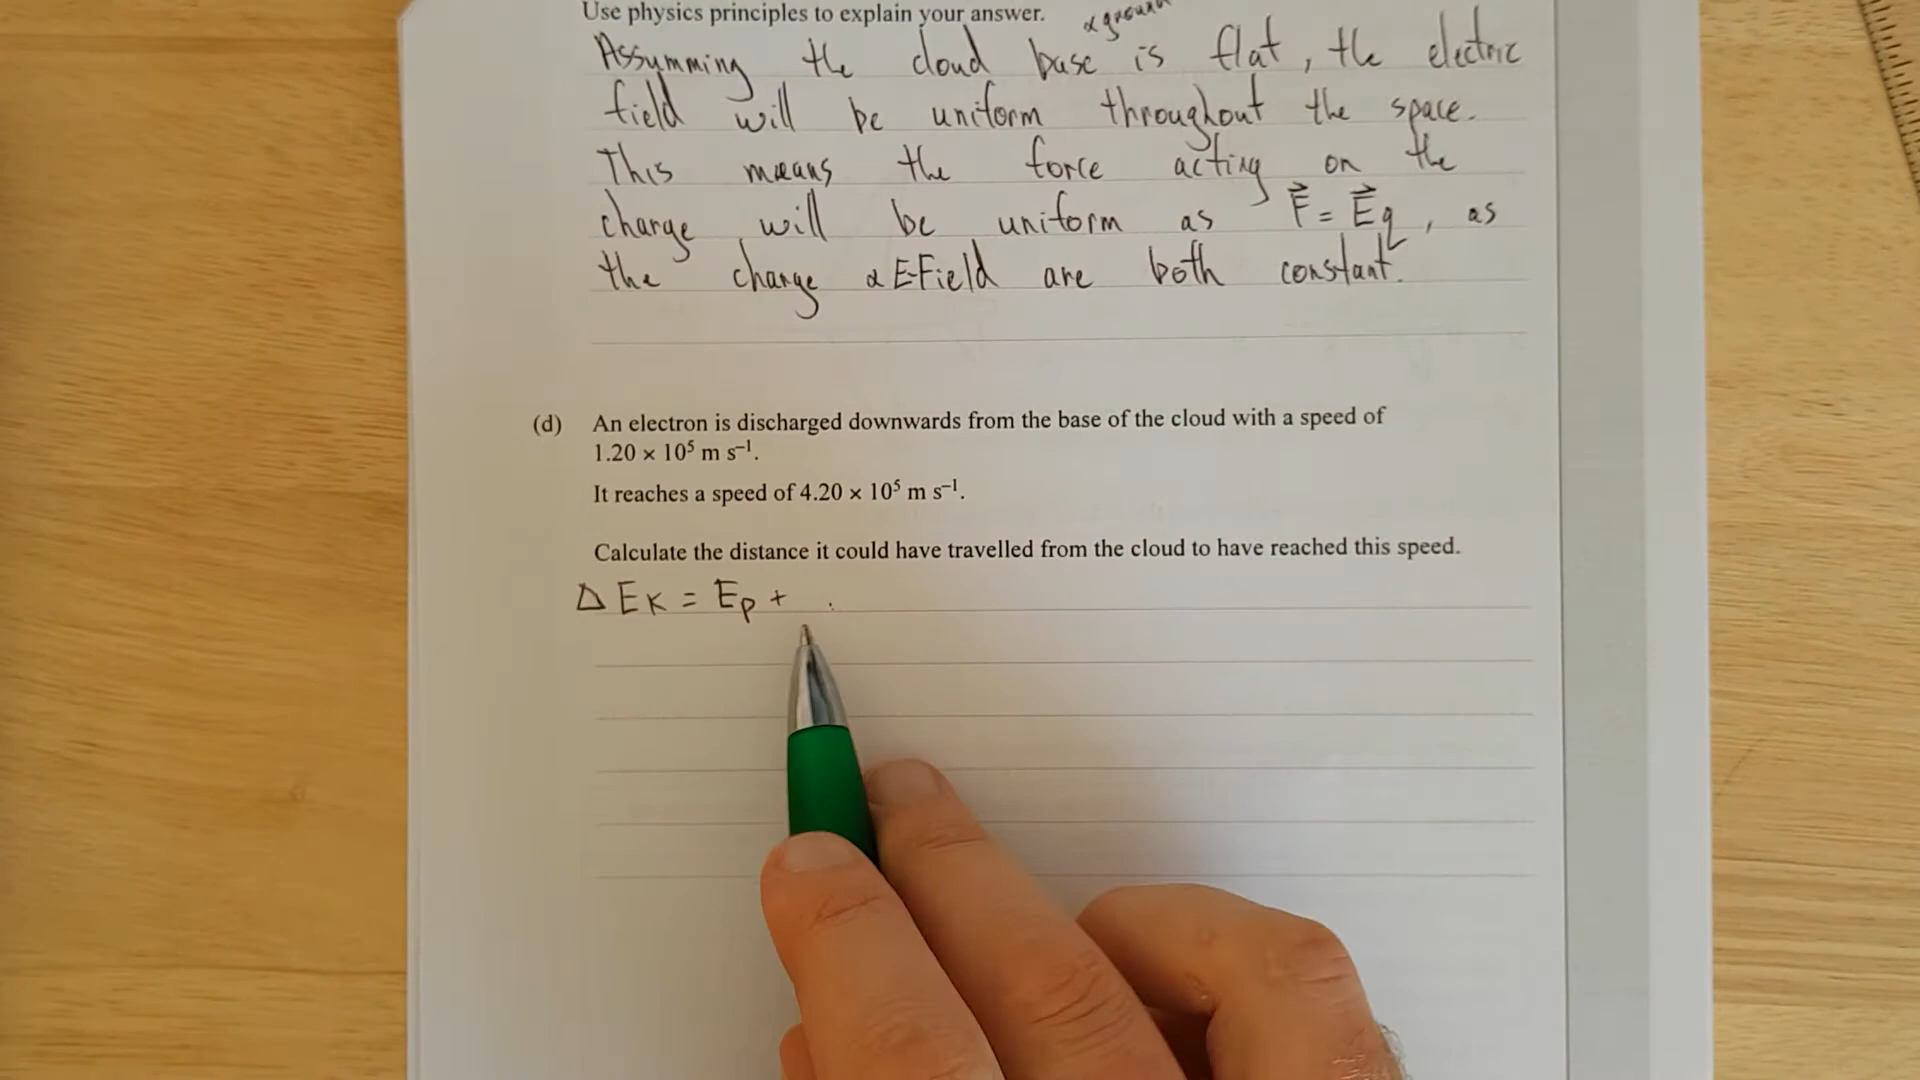 Use physics principles to explain your answer.
& ground
Assumming the cloud base is flat, the electric
field will be uniform throughout the space.
This means the force acting on the
charge will be uniform as F⃗ = E⃗q, as
the charge & E-Field are both constant.
(d) An electron is discharged downwards from the base of the cloud with a speed of
1.20 × 10⁵ m s⁻¹.
It reaches a speed of 4.20 × 10⁵ m s⁻¹.
Calculate the distance it could have travelled from the cloud to have reached this speed.
Δ EK = Ep +